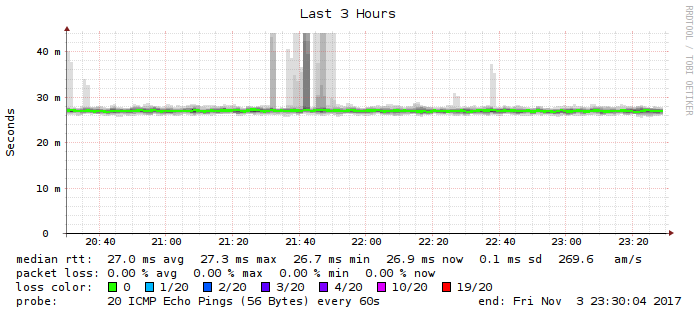 Last 3 Hours
RRDTOOL / TOBI OETIKER
Seconds
40 m
30 m
20 m
10 m
0
20:40 21:00 21:20 21:40 22:00 22:20 22:40 23:00 23:20
median rtt: 27.0 ms avg 27.3 ms max 26.7 ms min 26.9 ms now 0.1 ms sd 269.6 am/s
packet loss: 0.00 % avg 0.00 % max 0.00 % min 0.00 % now
loss color: 0 1/20 2/20 3/20 4/20 10/20 19/20
probe: 20 ICMP Echo Pings (56 Bytes) every 60s end: Fri Nov 3 23:30:04 2017